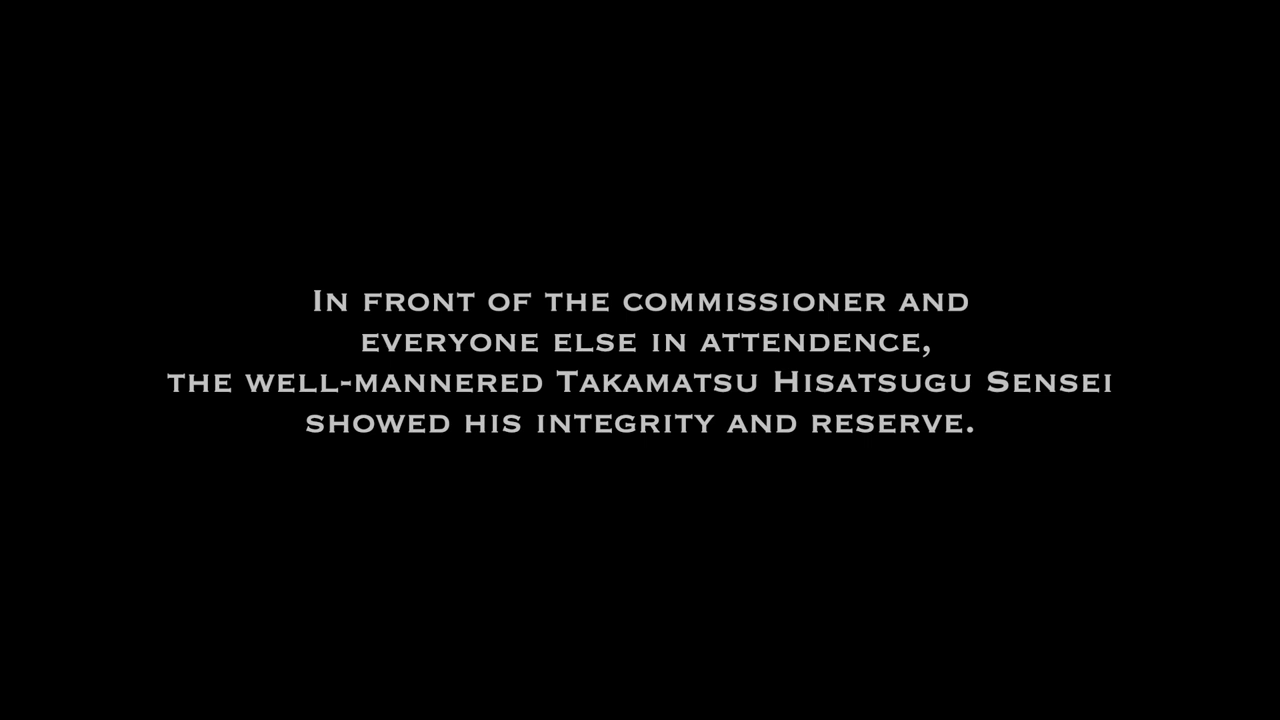 In front of the commissioner and
everyone else in attendence,
the well-mannered Takamatsu Hisatsugu Sensei
showed his integrity and reserve.